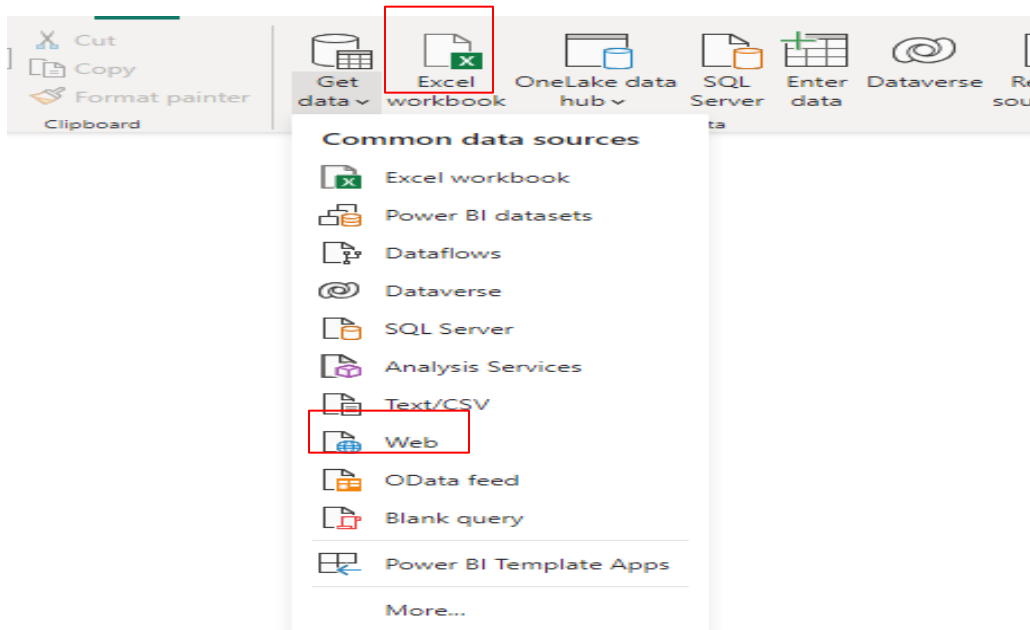 Cut
Copy
Format painter
Clipboard
Get data
Excel workbook
OneLake data hub
SQL Server
Enter data
Dataverse
Common data sources
Excel workbook
Power BI datasets
Dataflows
Dataverse
SQL Server
Analysis Services
Text/CSV
Web
OData feed
Blank query
Power BI Template Apps
More...